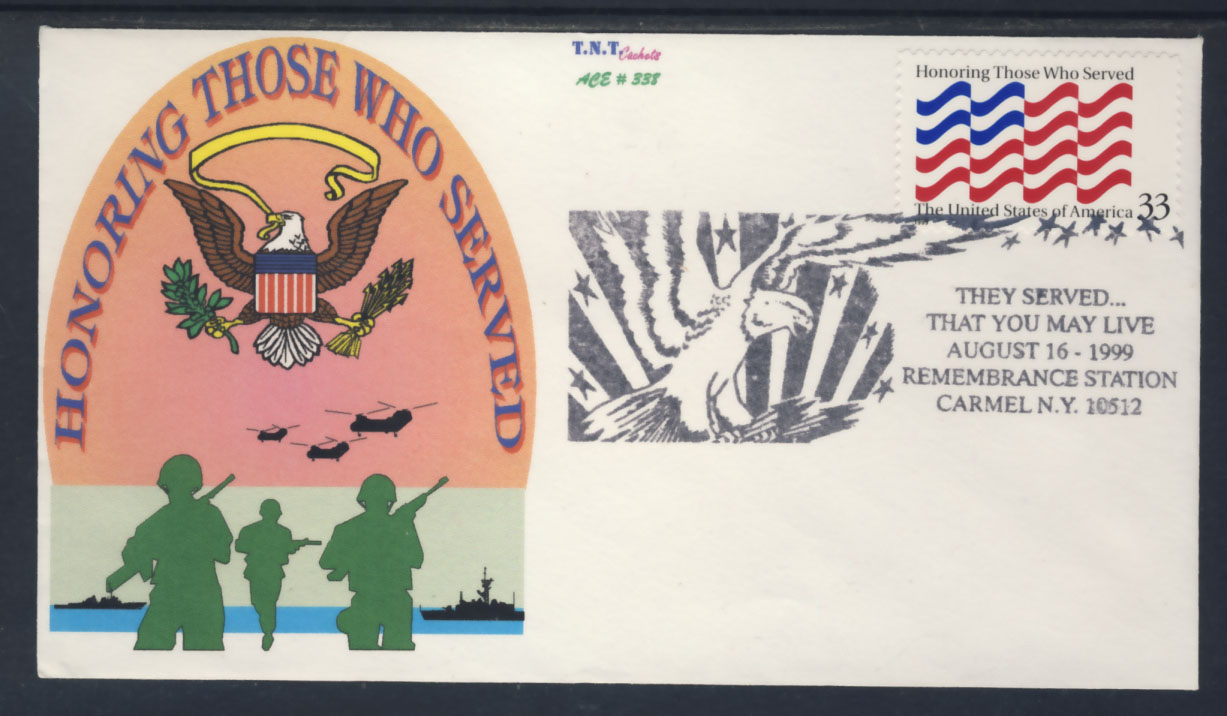 HONORING THOSE WHO SERVED
T.N.T. Cachets
ACE # 338
Honoring Those Who Served
The United States of America 33
THEY SERVED...
THAT YOU MAY LIVE
AUGUST 16 - 1999
REMEMBRANCE STATION
CARMEL N.Y. 10512